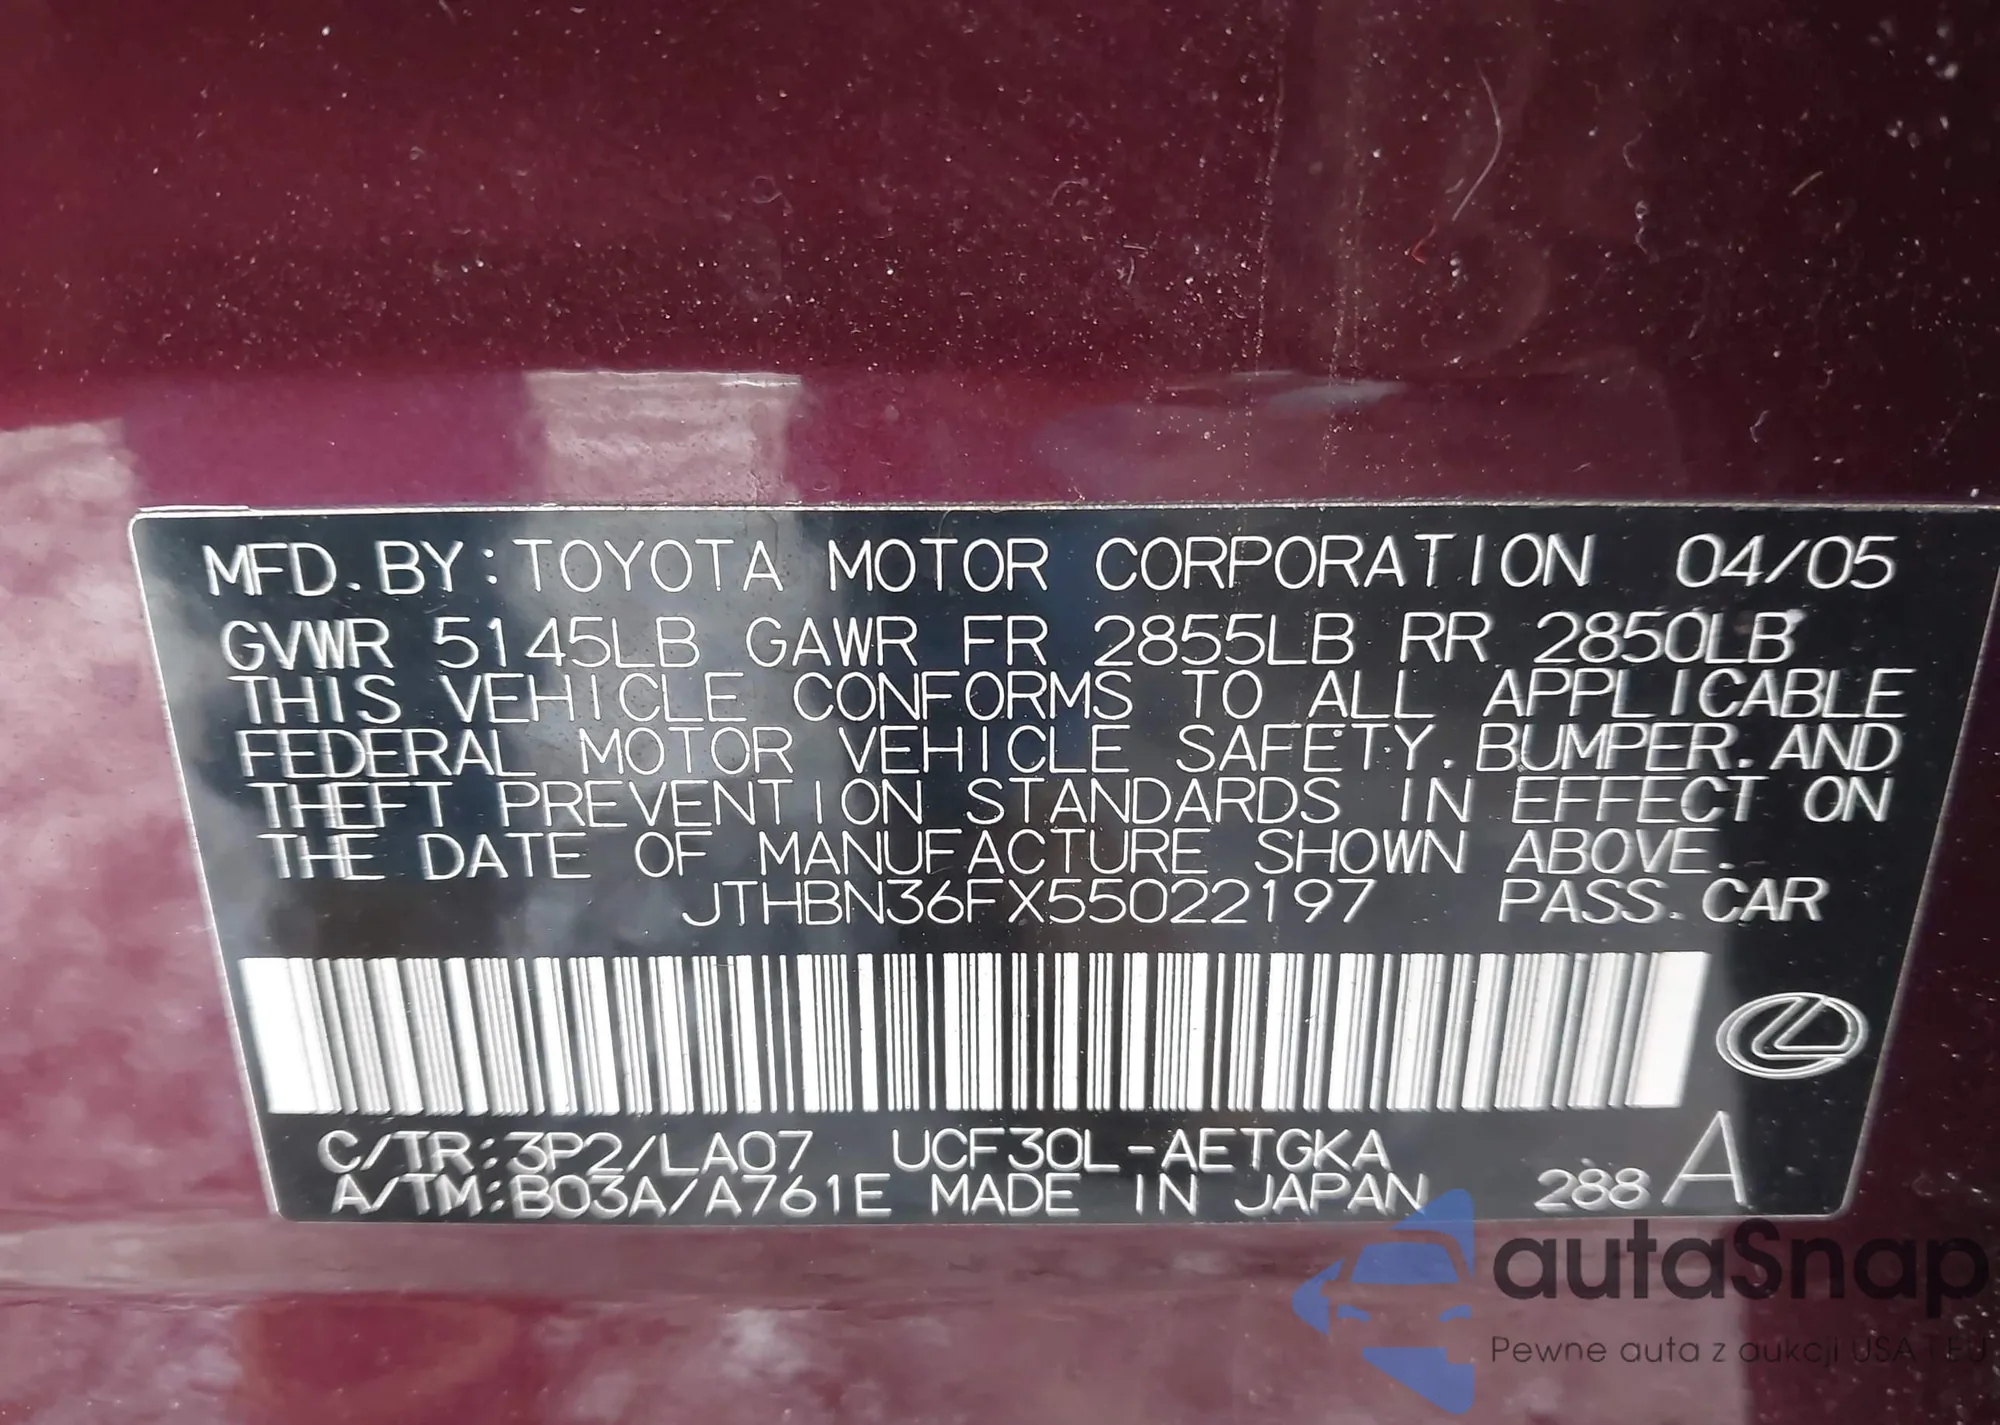 MFD. BY: TOYOTA MOTOR CORPORATION 04/05
GVWR 5145LB GAWR FR 2855LB RR 2850LB
THIS VEHICLE CONFORMS TO ALL APPLICABLE
FEDERAL MOTOR VEHICLE SAFETY. BUMPER. AND
THEFT PREVENTION STANDARDS IN EFFECT ON
THE DATE OF MANUFACTURE SHOWN ABOVE.
JTHBN36FX55022197 PASS. CAR
C/TR: 3P2/LA07 UCF30L-AETGKA
A/TM: B03A/A761E MADE IN JAPAN 288 A
autaSnap
Pewne auta z aukcji USA i EU